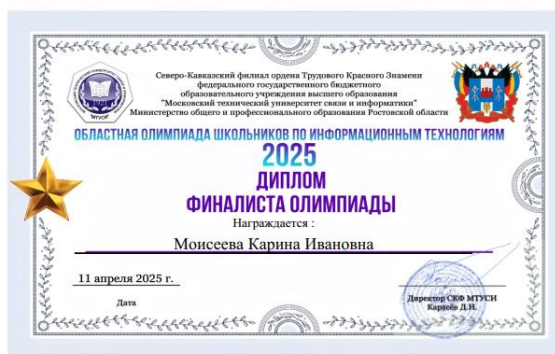 Северо-Кавказский филиал ордена Трудового Красного Знамени
федерального государственного бюджетного
образовательного учреждения высшего образования
"Московский технический университет связи и информатики"
Министерство общего и профессионального образования Ростовской области
"МТУСИ"
ОБЛАСТНАЯ ОЛИМПИАДА ШКОЛЬНИКОВ ПО ИНФОРМАЦИОННЫМ ТЕХНОЛОГИЯМ
2025
ДИПЛОМ
ФИНАЛИСТА ОЛИМПИАДЫ
Награждается :
Моисеева Карина Ивановна
11 апреля 2025 г.
Дата
Директор СКФ МТУСИ
Карясев Д.Н.